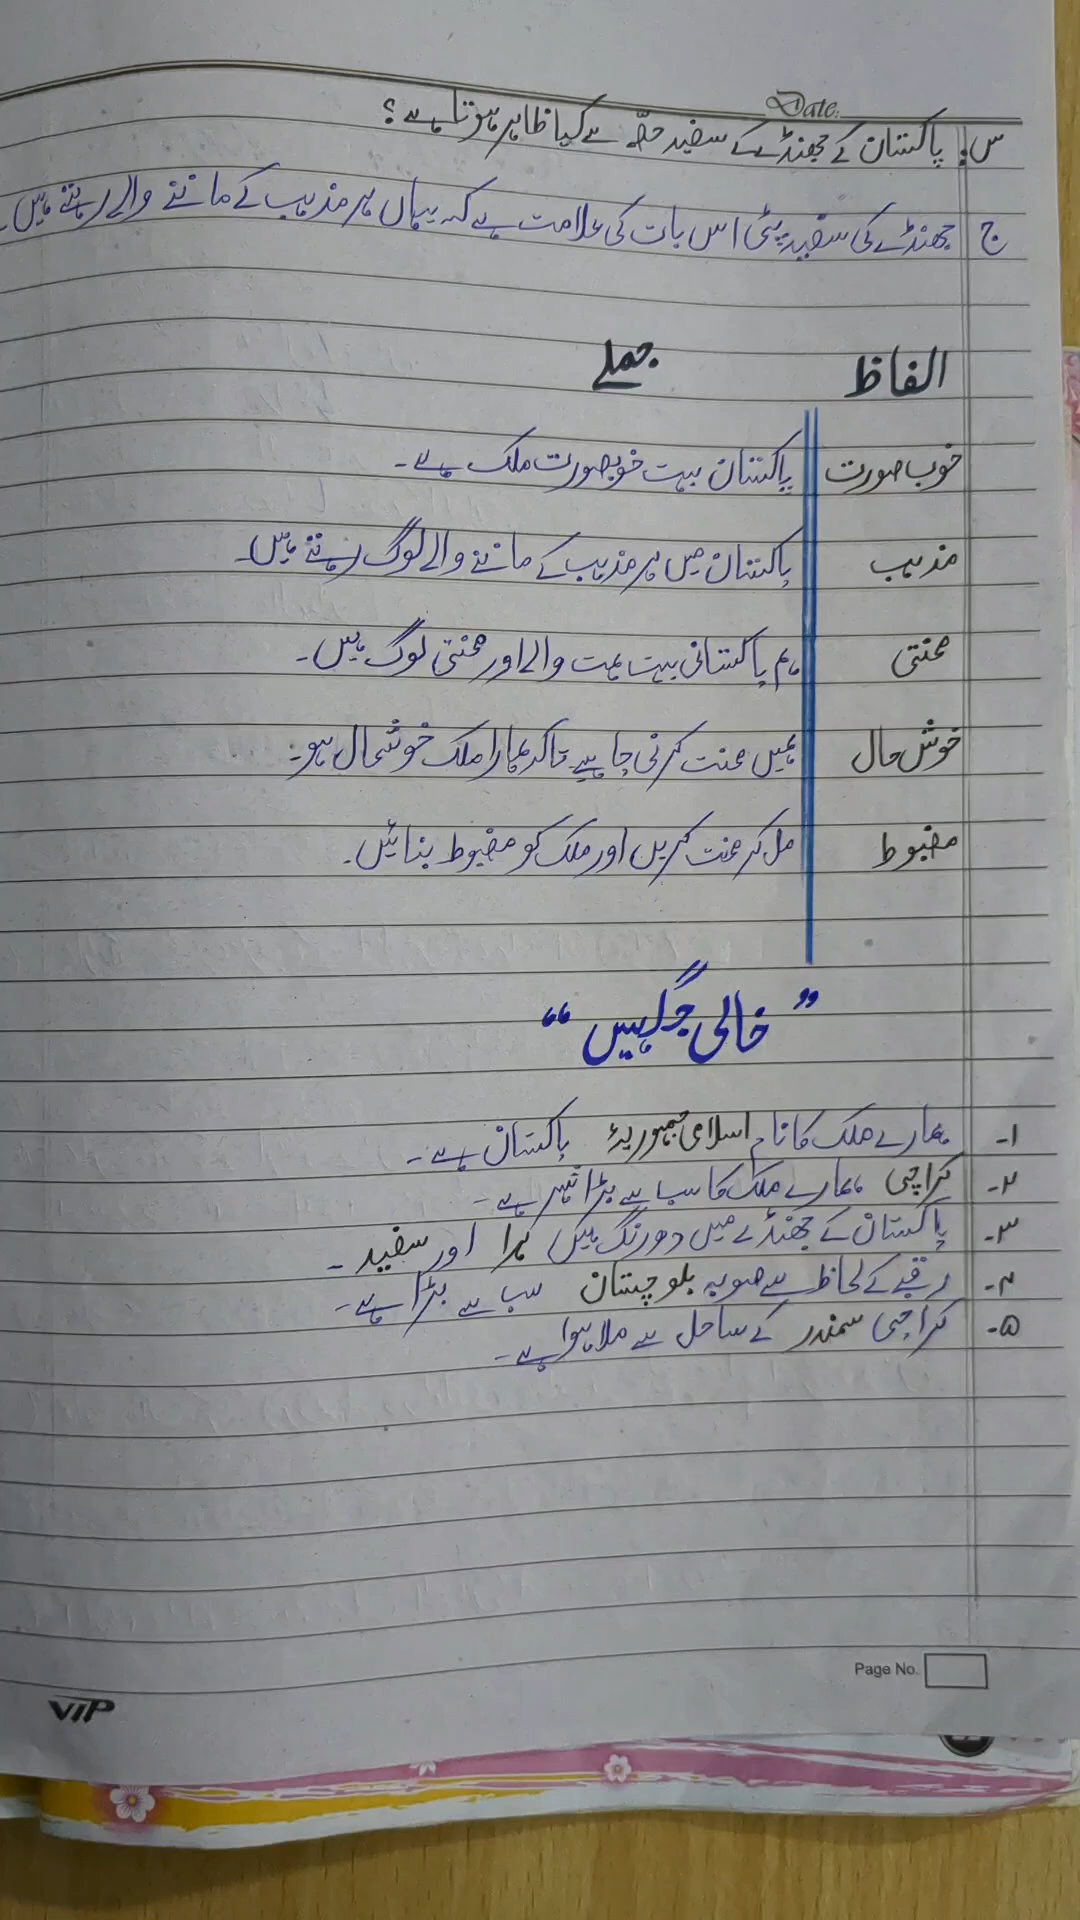 Date:
س: پاکستان کے جھنڈے کے سفید حصّہ سے کیا ظاہر ہوتا ہے؟
ج جھنڈے کی سفید پٹی اس بات کی علامت ہے کہ یہاں ہر مذہب کے ماننے والے رہتے ہیں۔
الفاظ جملے
خوب صورت پاکستان بہت خوبصورت ملک ہے۔
مذہب پاکستان میں ہر مذہب کے ماننے والے لوگ رہتے ہیں۔
محنتی ہم پاکستانی بہت ہمت والے اور محنتی لوگ ہیں۔
خوش حال ہمیں محنت کرنی چاہیے تاکہ ہمارا ملک خوشحال ہو۔
مضبوط مل کر محنت کریں اور ملک کو مضبوط بنائیں۔
”خالی جگہیں“
۱۔ ہمارے ملک کا نام اسلامی جمہوریۂ پاکستان ہے۔
۲۔ کراچی ہمارے ملک کا سب سے بڑا شہر ہے۔
۳۔ پاکستان کے جھنڈے میں دو رنگ ہیں ہرا اور سفید۔
۴۔ رقبے کے لحاظ سے صوبہ بلوچستان سب سے بڑا ہے۔
۵۔ کراچی سمندر کے ساحل سے ملا ہوا ہے۔
Page No.
VIP